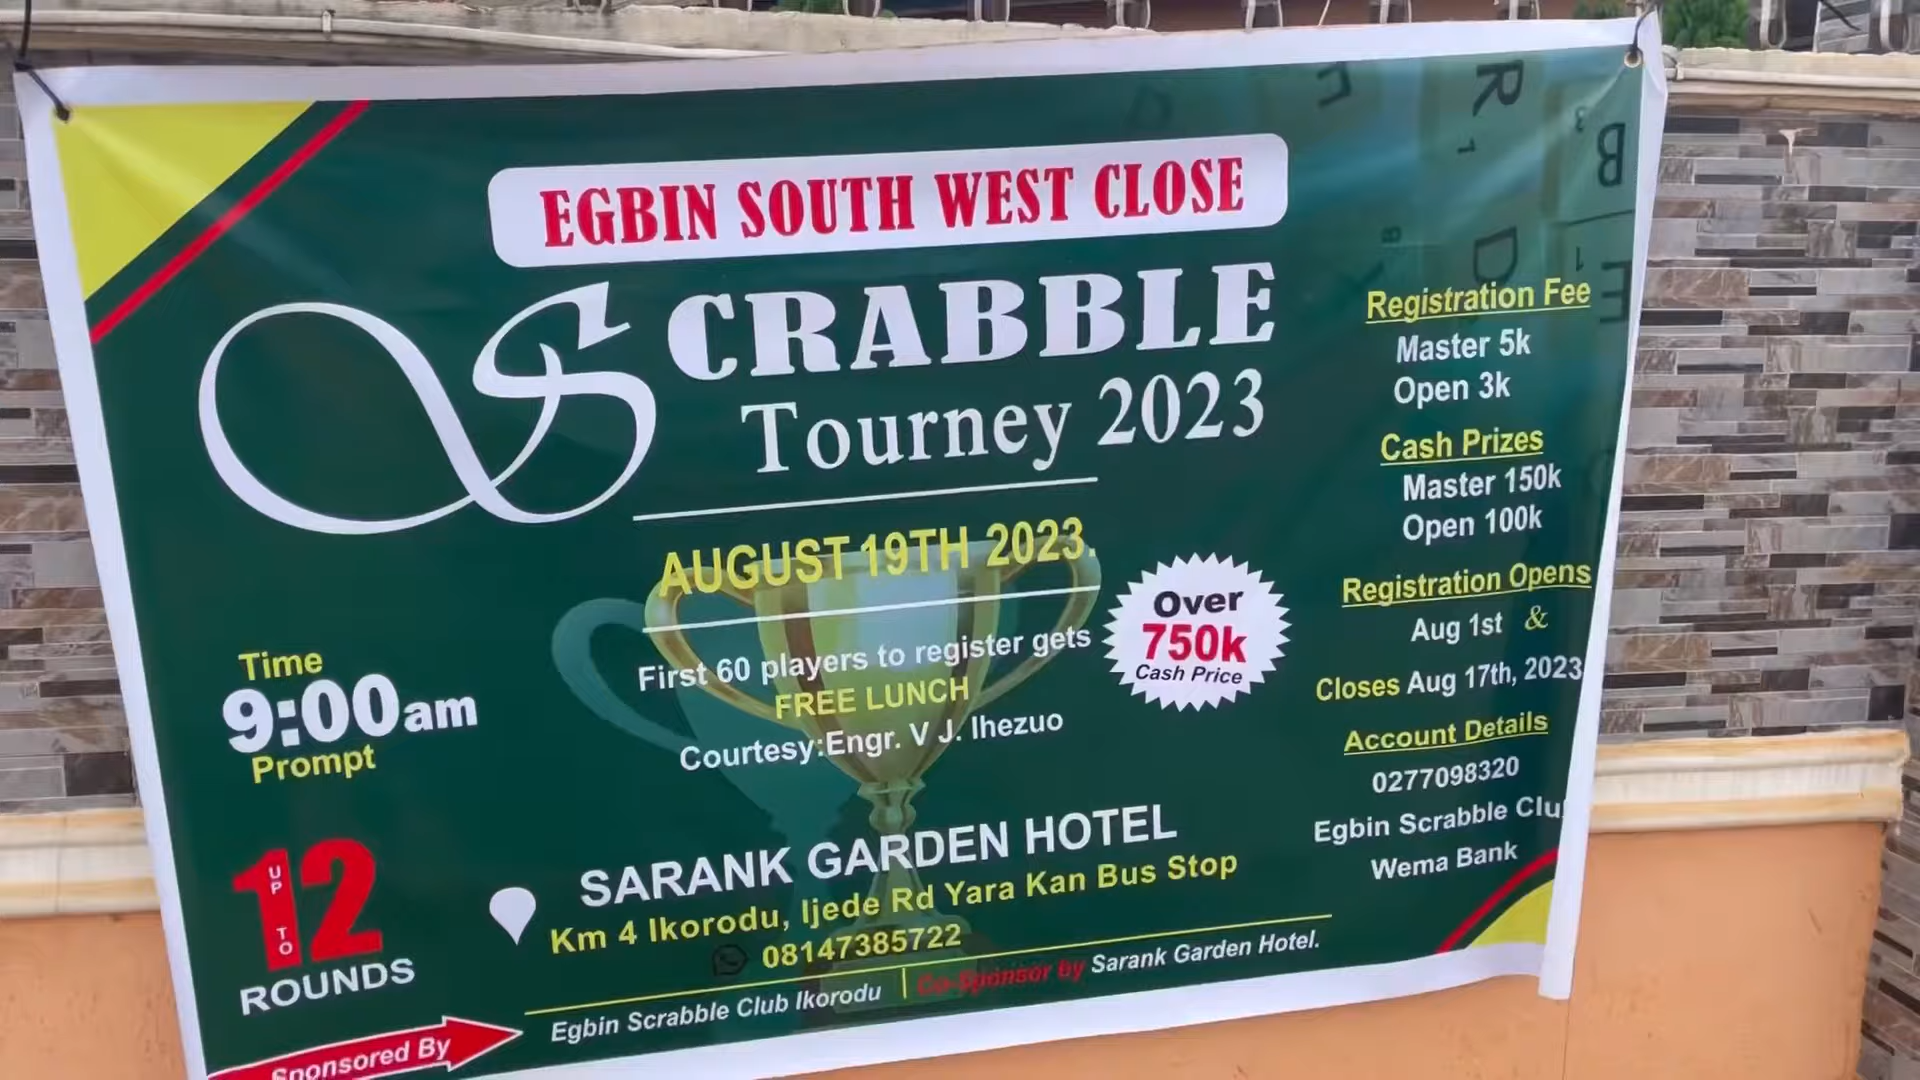 EGBIN SOUTH WEST CLOSE
SCRABBLE
Tourney 2023
AUGUST 19TH 2023.
First 60 players to register gets
FREE LUNCH
Courtesy:Engr. V J. Ihezuo
Over
750k
Cash Price
Time
9:00am
Prompt
UP TO
12
ROUNDS
SARANK GARDEN HOTEL
Km 4 Ikorodu, Ijede Rd Yara Kan Bus Stop
08147385722
Sponsored By
Egbin Scrabble Club Ikorodu
Co-Sponsor by Sarank Garden Hotel.
Registration Fee
Master 5k
Open 3k
Cash Prizes
Master 150k
Open 100k
Registration Opens
Aug 1st &
Closes Aug 17th, 2023
Account Details
0277098320
Egbin Scrabble Clu
Wema Bank
R 1
B 3
D
E 1